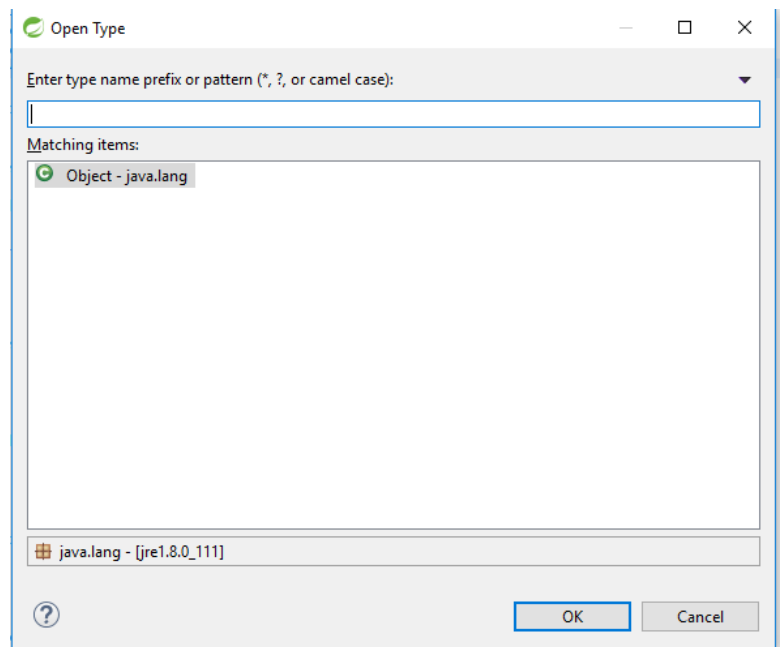 Open Type
Enter type name prefix or pattern (*, ?, or camel case):
Matching items:
Object - java.lang
java.lang - [jre1.8.0_111]
OK
Cancel